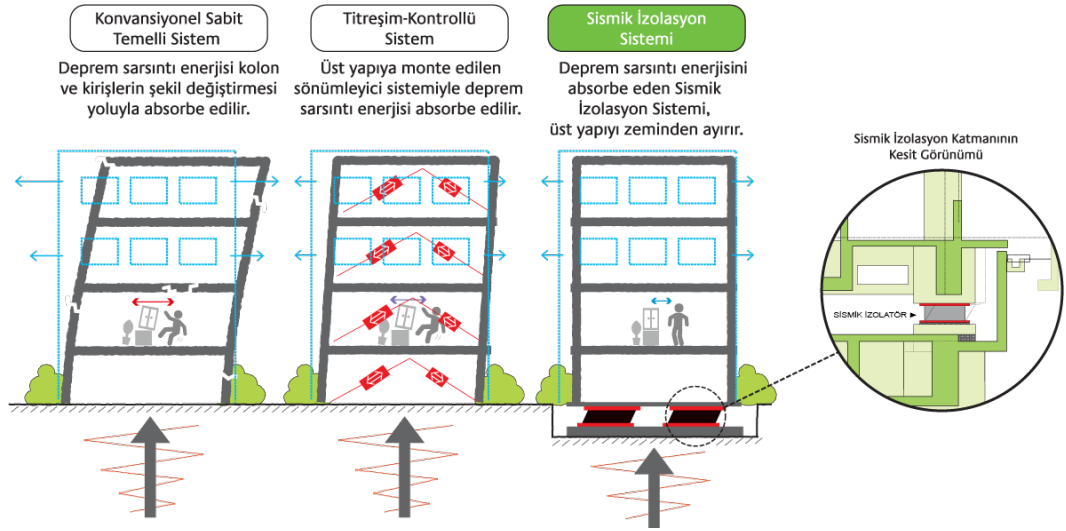 Konvansiyonel Sabit
Temelli Sistem
Deprem sarsıntı enerjisi kolon
ve kirişlerin şekil değiştirmesi
yoluyla absorbe edilir.
Titreşim-Kontrollü
Sistem
Üst yapıya monte edilen
sönümleyici sistemiyle deprem
sarsıntı enerjisi absorbe edilir.
Sismik İzolasyon
Sistemi
Deprem sarsıntı enerjisini
absorbe eden Sismik
İzolasyon Sistemi,
üst yapıyı zeminden ayırır.
Sismik İzolasyon Katmanının
Kesit Görünümü
SİSMİK İZOLATÖR